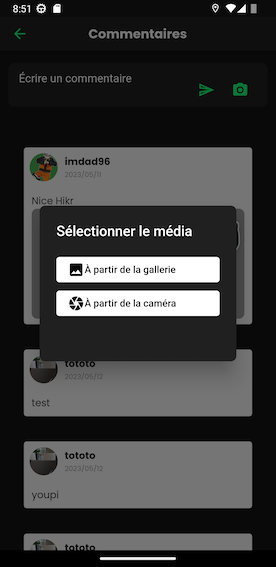 8:51
Commentaires
Écrire un commentaire
imdad96
2023/05/11
Nice Hikr
Sélectionner le média
À partir de la gallerie
À partir de la caméra
tototo
2023/05/12
test
tototo
2023/05/12
youpi
tototo